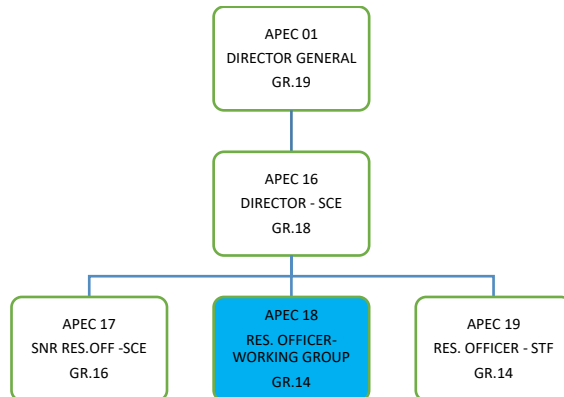 APEC 01
DIRECTOR GENERAL
GR.19
APEC 16
DIRECTOR - SCE
GR.18
APEC 17
SNR RES.OFF -SCE
GR.16
APEC 18
RES. OFFICER-
WORKING GROUP
GR.14
APEC 19
RES. OFFICER - STF
GR.14